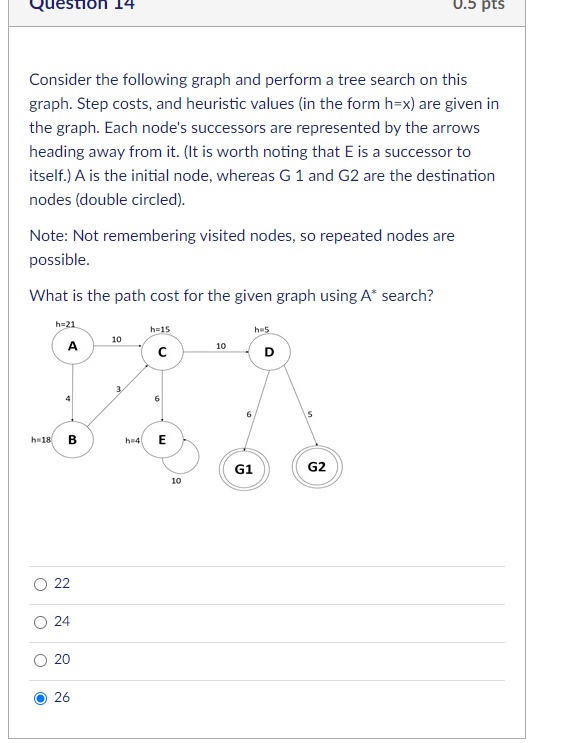 Question 14 0.5 pts
Consider the following graph and perform a tree search on this
graph. Step costs, and heuristic values (in the form h=x) are given in
the graph. Each node's successors are represented by the arrows
heading away from it. (It is worth noting that E is a successor to
itself.) A is the initial node, whereas G 1 and G2 are the destination
nodes (double circled).
Note: Not remembering visited nodes, so repeated nodes are
possible.
What is the path cost for the given graph using A* search?
h=21
h=15
h=5
A
10
C
10
D
3
4
6
6
5
h=18
B
h=4
E
G1
G2
10
22
24
20
26